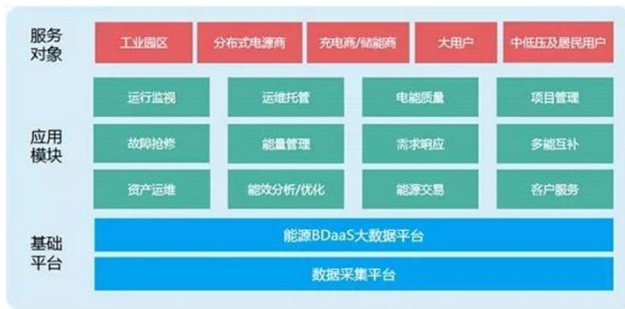 服务
对象
工业园区
分布式电源商
充电商/储能商
大用户
中低压及居民用户
应用
模块
运行监视
运维托管
电能质量
项目管理
故障抢修
能量管理
需求响应
多能互补
资产运维
能效分析/优化
能源交易
客户服务
基础
平台
能源BDaaS大数据平台
数据采集平台